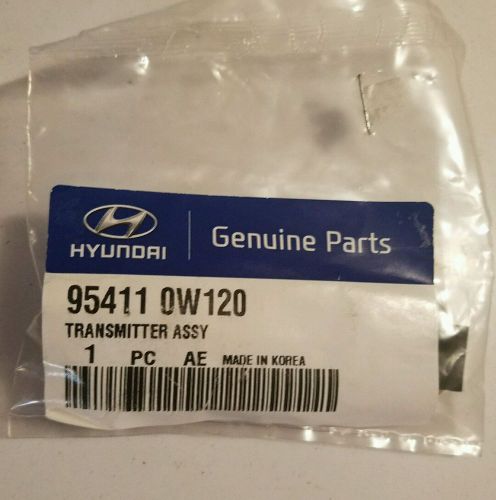 HYUNDAI
Genuine Parts
95411 0W120
TRANSMITTER ASSY
1 PC AE MADE IN KOREA